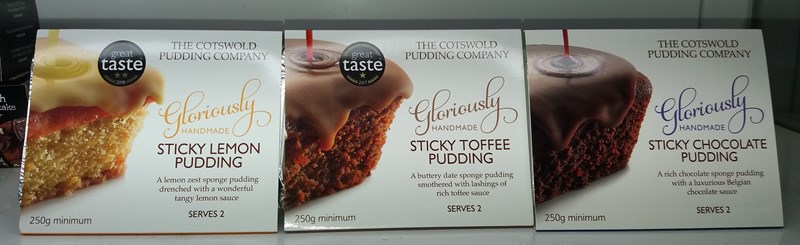 great
taste
THE COTSWOLD
PUDDING COMPANY
Gloriously
HANDMADE
STICKY LEMON
PUDDING
A lemon zest sponge pudding
drenched with a wonderful
tangy lemon sauce
SERVES 2
250g minimum
great
taste
THE COTSWOLD
PUDDING COMPANY
Gloriously
HANDMADE
STICKY TOFFEE
PUDDING
A buttery date sponge pudding
smothered with lashings of
rich toffee sauce
SERVES 2
250g minimum
THE COTSWOLD
PUDDING COMPANY
Gloriously
HANDMADE
STICKY CHOCOLATE
PUDDING
A rich chocolate sponge pudding
with a luxurious Belgian
chocolate sauce
SERVES 2
250g minimum